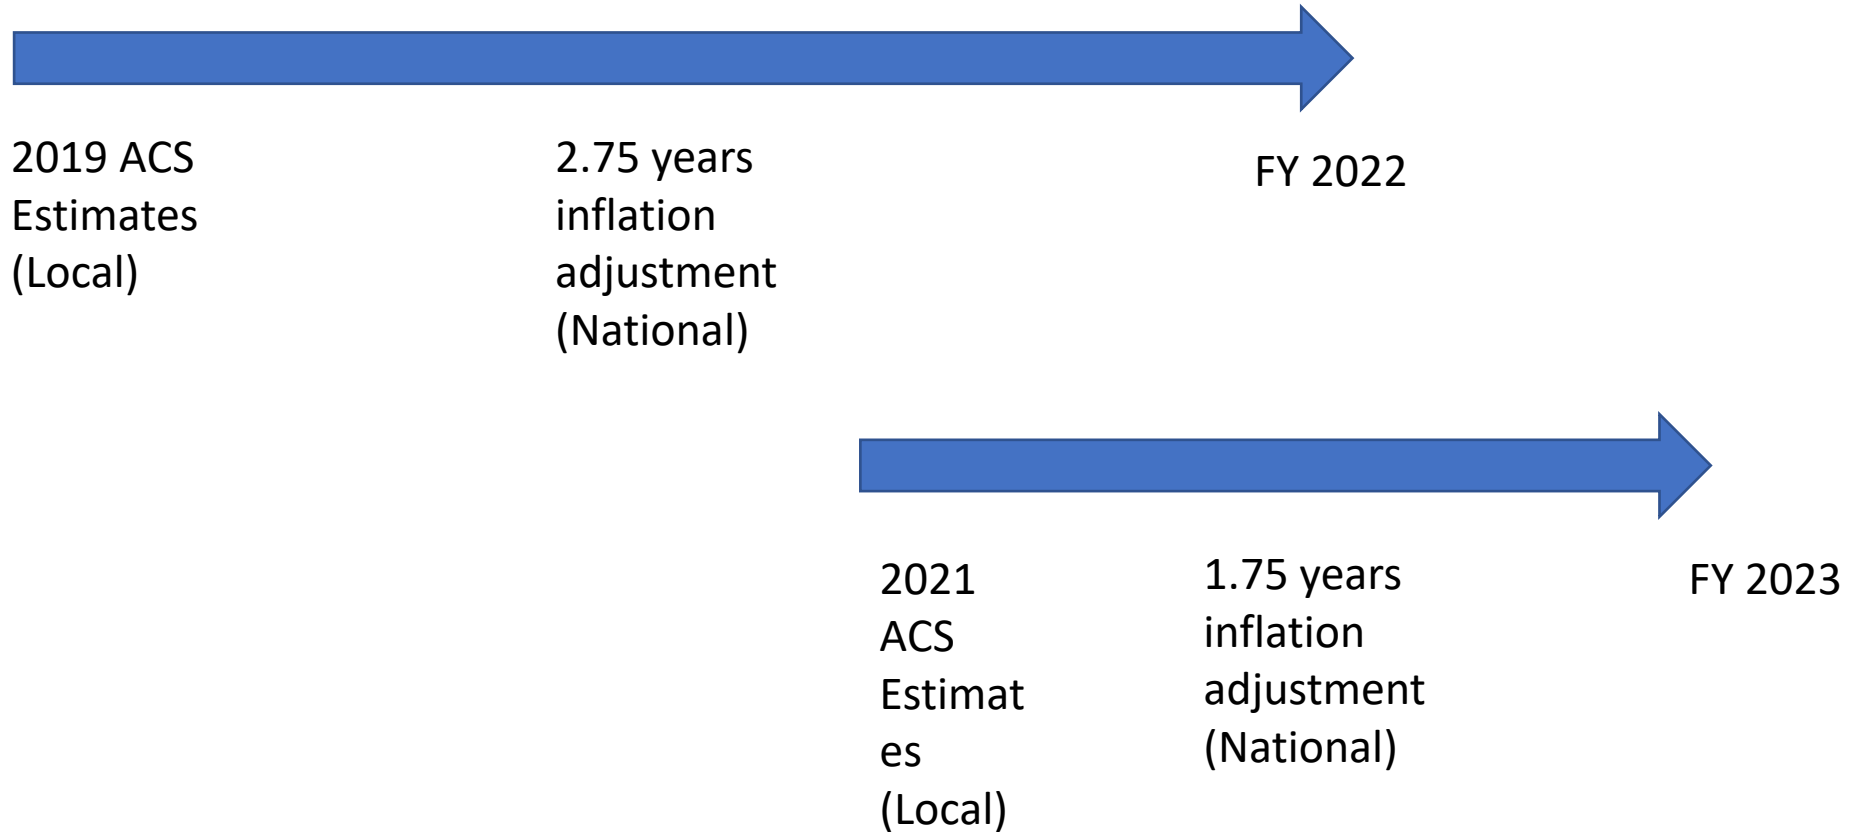 2019 ACS
Estimates
(Local)
2.75 years
inflation
adjustment
(National)
FY 2022
2021
ACS
Estimat
es
(Local)
1.75 years
inflation
adjustment
(National)
FY 2023